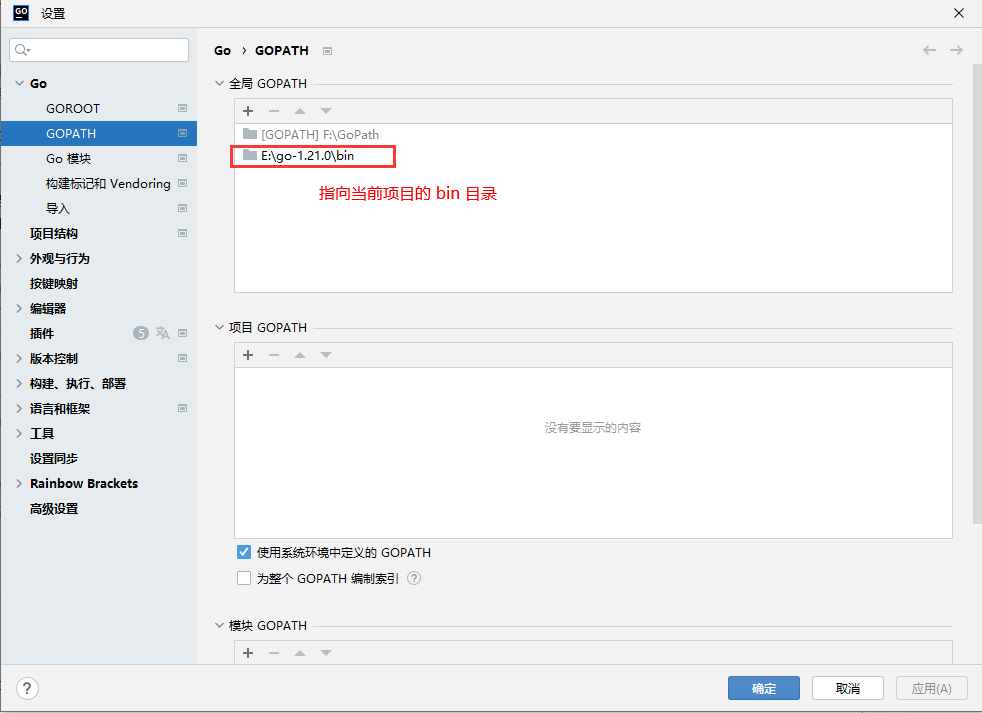 GO 设置
Go › GOPATH
Go
GOROOT
GOPATH
Go 模块
构建标记和 Vendoring
导入
项目结构
外观与行为
按键映射
编辑器
插件 5
版本控制
构建、执行、部署
语言和框架
工具
设置同步
Rainbow Brackets
高级设置
全局 GOPATH
[GOPATH] F:\GoPath
E:\go-1.21.0\bin
指向当前项目的 bin 目录
项目 GOPATH
没有要显示的内容
使用系统环境中定义的 GOPATH
为整个 GOPATH 编制索引 ?
模块 GOPATH
? 确定 取消 应用(A)